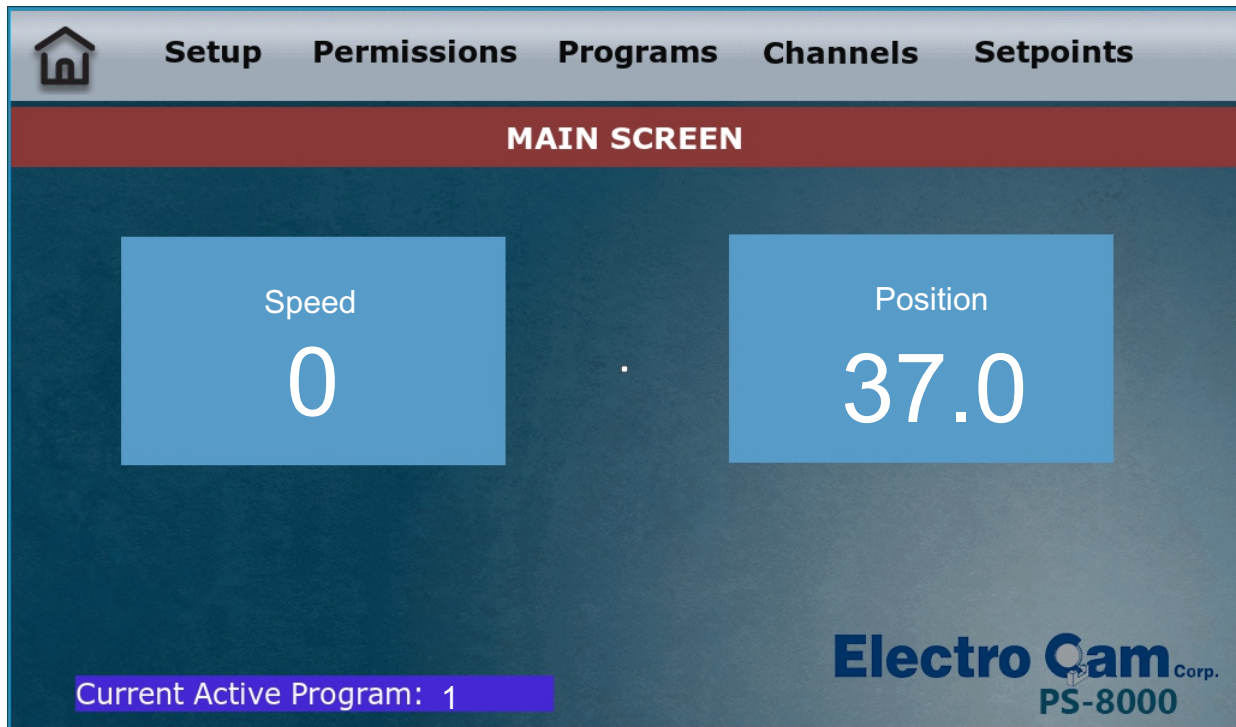 Setup Permissions Programs Channels Setpoints
MAIN SCREEN
Speed
0
Position
37.0
Current Active Program: 1
Electro Cam Corp.
PS-8000